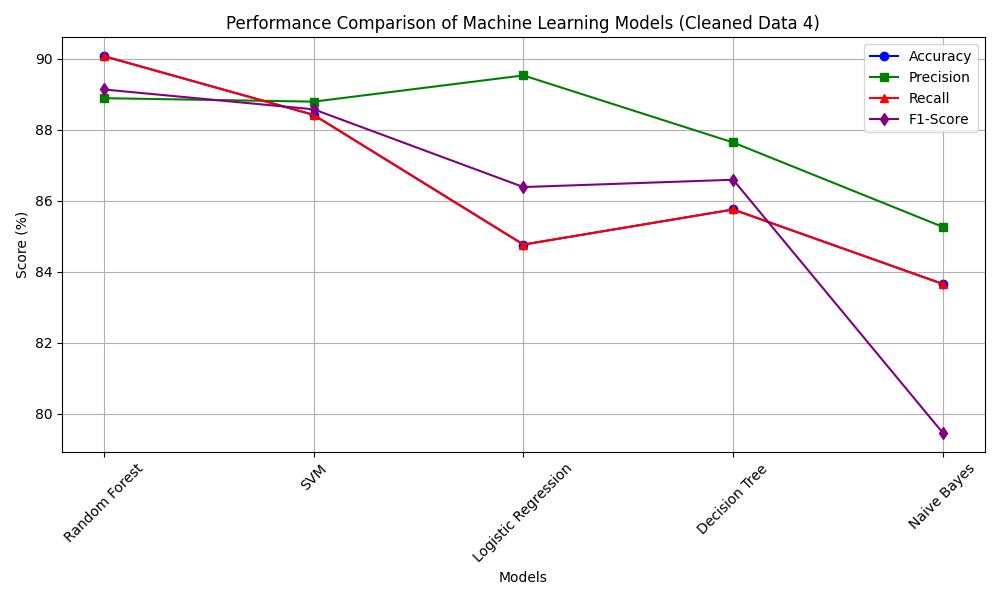 Performance Comparison of Machine Learning Models (Cleaned Data 4)
Accuracy
Precision
Recall
F1-Score
Score (%)
90
88
86
84
82
80
Random Forest
SVM
Logistic Regression
Decision Tree
Naive Bayes
Models